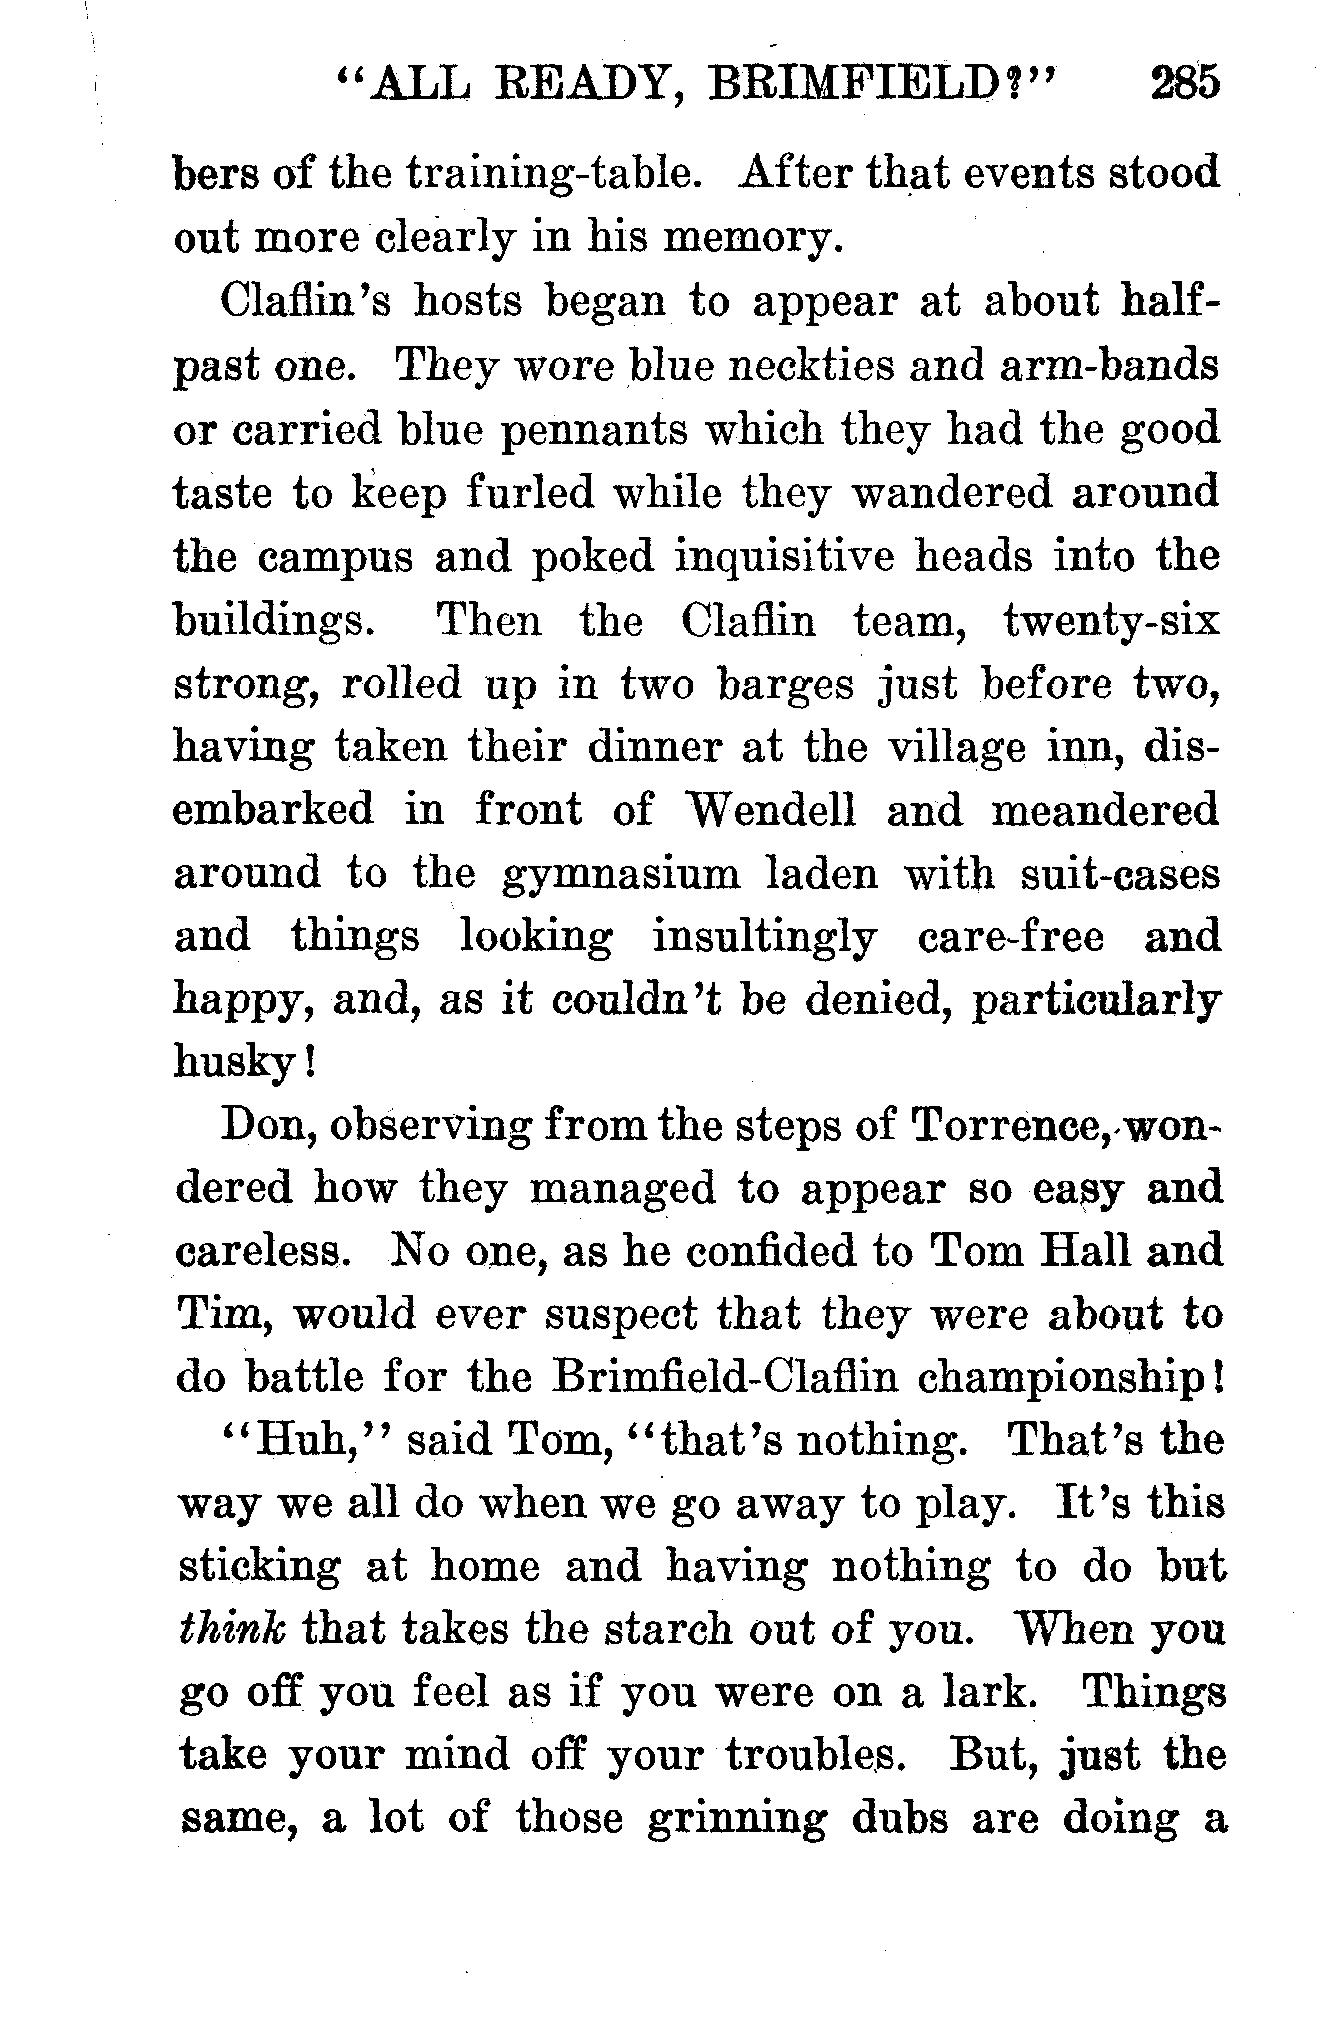 "ALL READY, BRIMFIELD?" 285
bers of the training-table. After that events stood
out more clearly in his memory.
Claflin's hosts began to appear at about half-
past one. They wore blue neckties and arm-bands
or carried blue pennants which they had the good
taste to keep furled while they wandered around
the campus and poked inquisitive heads into the
buildings. Then the Claflin team, twenty-six
strong, rolled up in two barges just before two,
having taken their dinner at the village inn, dis-
embarked in front of Wendell and meandered
around to the gymnasium laden with suit-cases
and things looking insultingly care-free and
happy, and, as it couldn't be denied, particularly
husky!
Don, observing from the steps of Torrence, won-
dered how they managed to appear so easy and
careless. No one, as he confided to Tom Hall and
Tim, would ever suspect that they were about to
do battle for the Brimfield-Claflin championship!
"Huh," said Tom, "that's nothing. That's the
way we all do when we go away to play. It's this
sticking at home and having nothing to do but
think that takes the starch out of you. When you
go off you feel as if you were on a lark. Things
take your mind off your troubles. But, just the
same, a lot of those grinning dubs are doing a